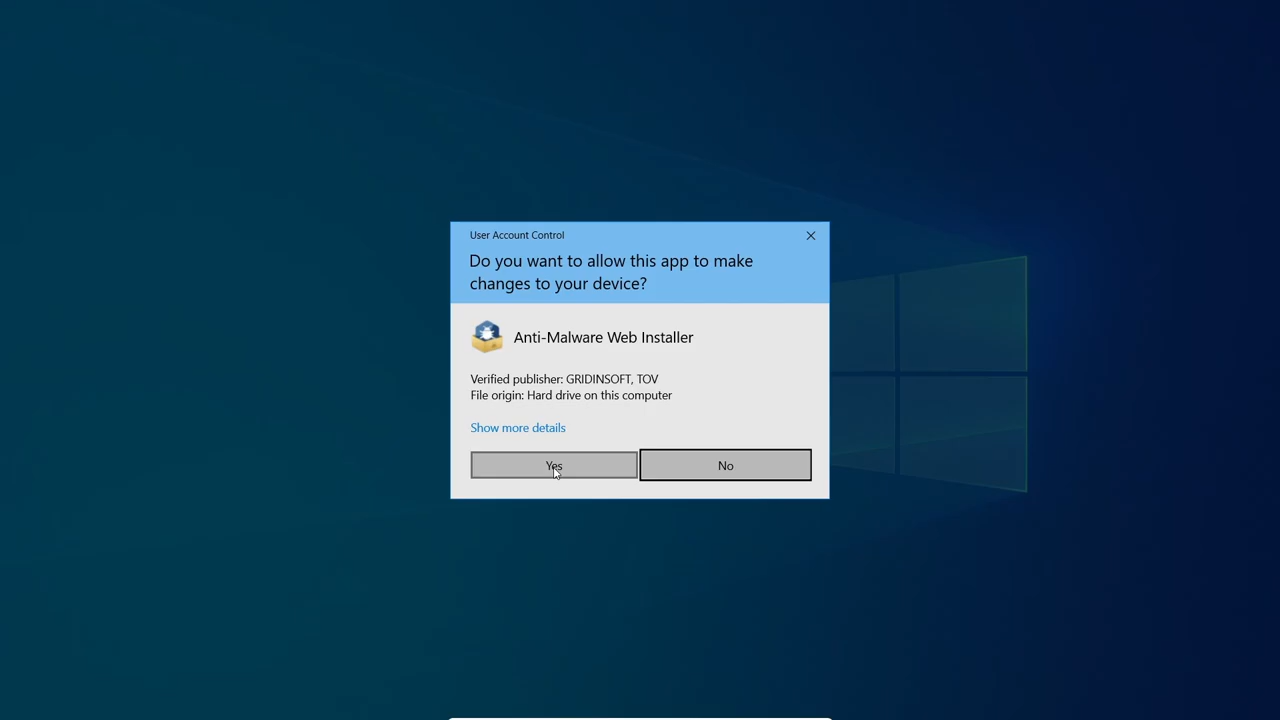 User Account Control
Do you want to allow this app to make
changes to your device?
Anti-Malware Web Installer
Verified publisher: GRIDINSOFT, TOV
File origin: Hard drive on this computer
Show more details
Yes
No